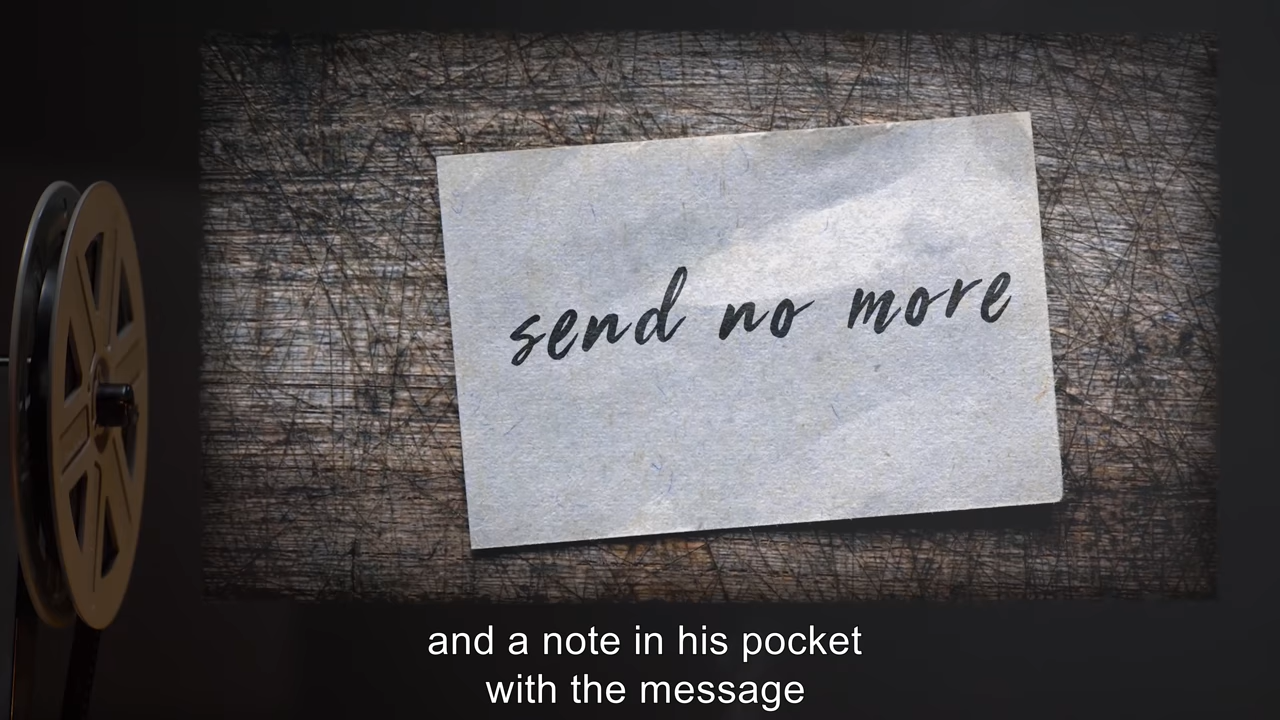 send no more
and a note in his pocket
with the message